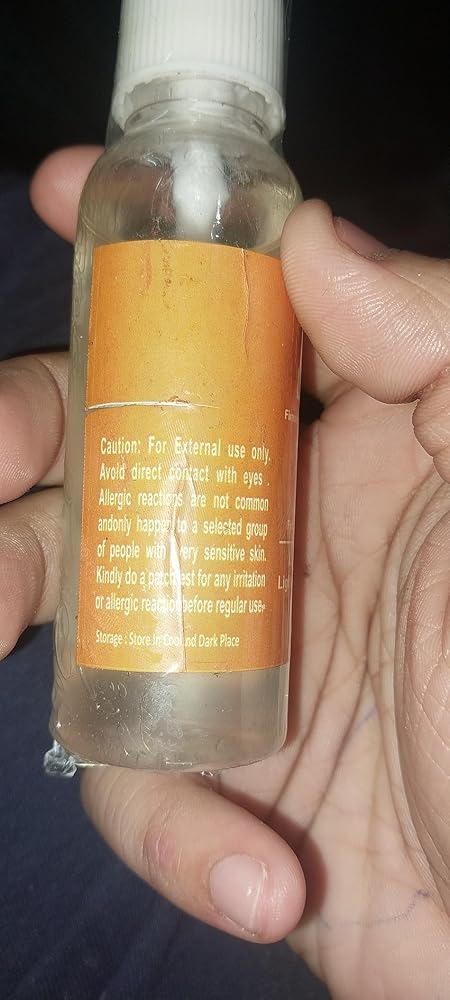 Caution: For External use only.
Avoid direct contact with eyes .
Allergic reactions are not common
andonly happen to a selected group
of people with very sensitive skin.
Kindly do a patch test for any irritation
or allergic reaction before regular use.
Storage : Store In Cool and Dark Place